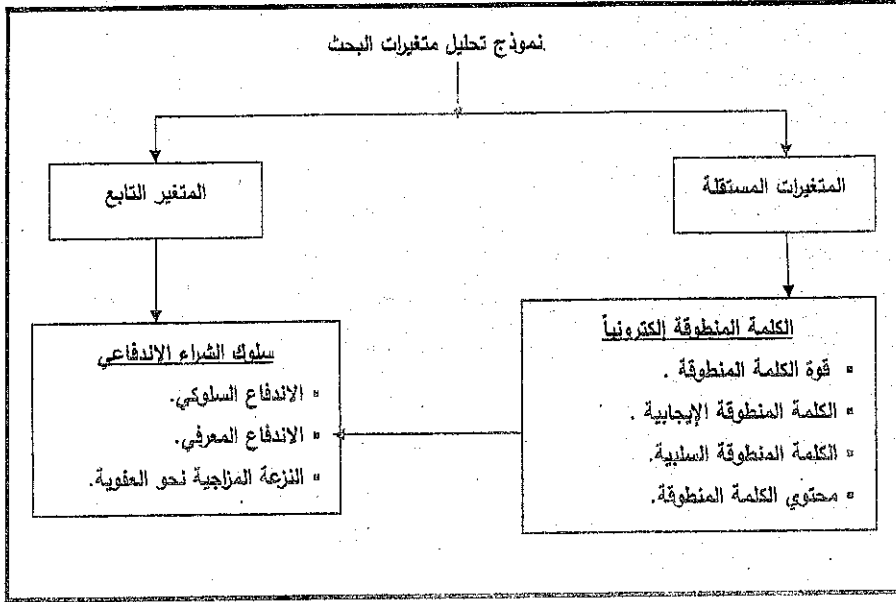 نموذج تحليل متغيرات البحث
المتغيرات المستقلة
المتغير التابع
الكلمة المنطوقة إلكترونياً
▫ قوة الكلمة المنطوقة .
▫ الكلمة المنطوقة الإيجابية .
▫ الكلمة المنطوقة السلبية.
▫ محتوي الكلمة المنطوقة.
سلوك الشراء الاندفاعي
▫ الاندفاع السلوكي.
▫ الاندفاع المعرفي.
▫ النزعة المزاجية نحو العفوية.